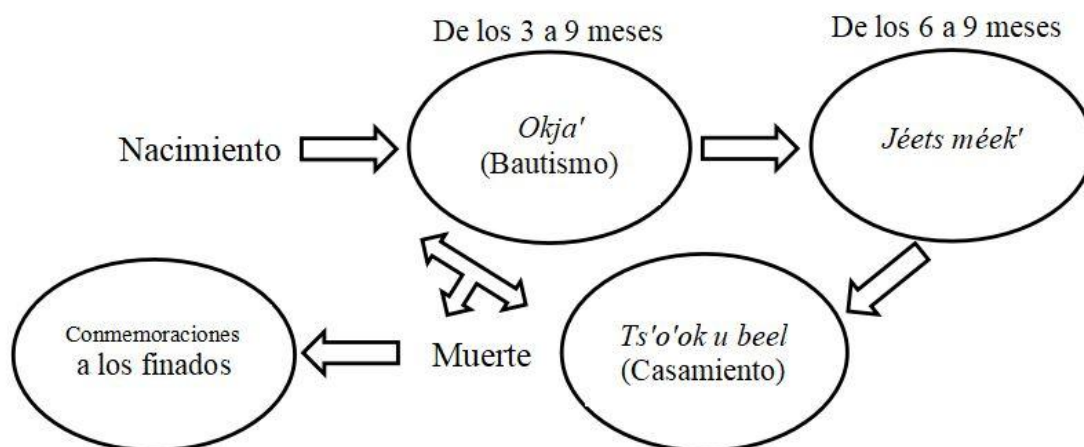 De los 3 a 9 meses
De los 6 a 9 meses
Nacimiento
Okja'
(Bautismo)
Jéets méek'
Conmemoraciones
a los finados
Muerte
Ts'o'ok u beel
(Casamiento)